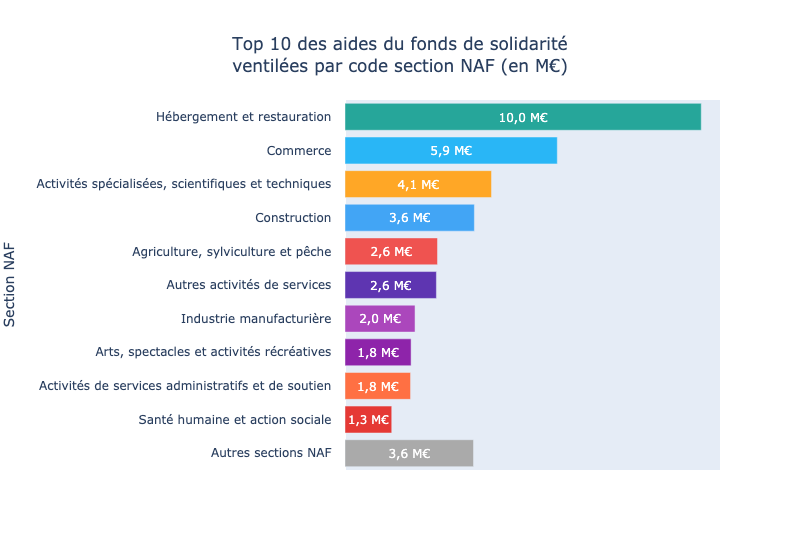 Top 10 des aides du fonds de solidarité
ventilées par code section NAF (en M€)
Section NAF
Hébergement et restauration 10,0 M€
Commerce 5,9 M€
Activités spécialisées, scientifiques et techniques 4,1 M€
Construction 3,6 M€
Agriculture, sylviculture et pêche 2,6 M€
Autres activités de services 2,6 M€
Industrie manufacturière 2,0 M€
Arts, spectacles et activités récréatives 1,8 M€
Activités de services administratifs et de soutien 1,8 M€
Santé humaine et action sociale 1,3 M€
Autres sections NAF 3,6 M€